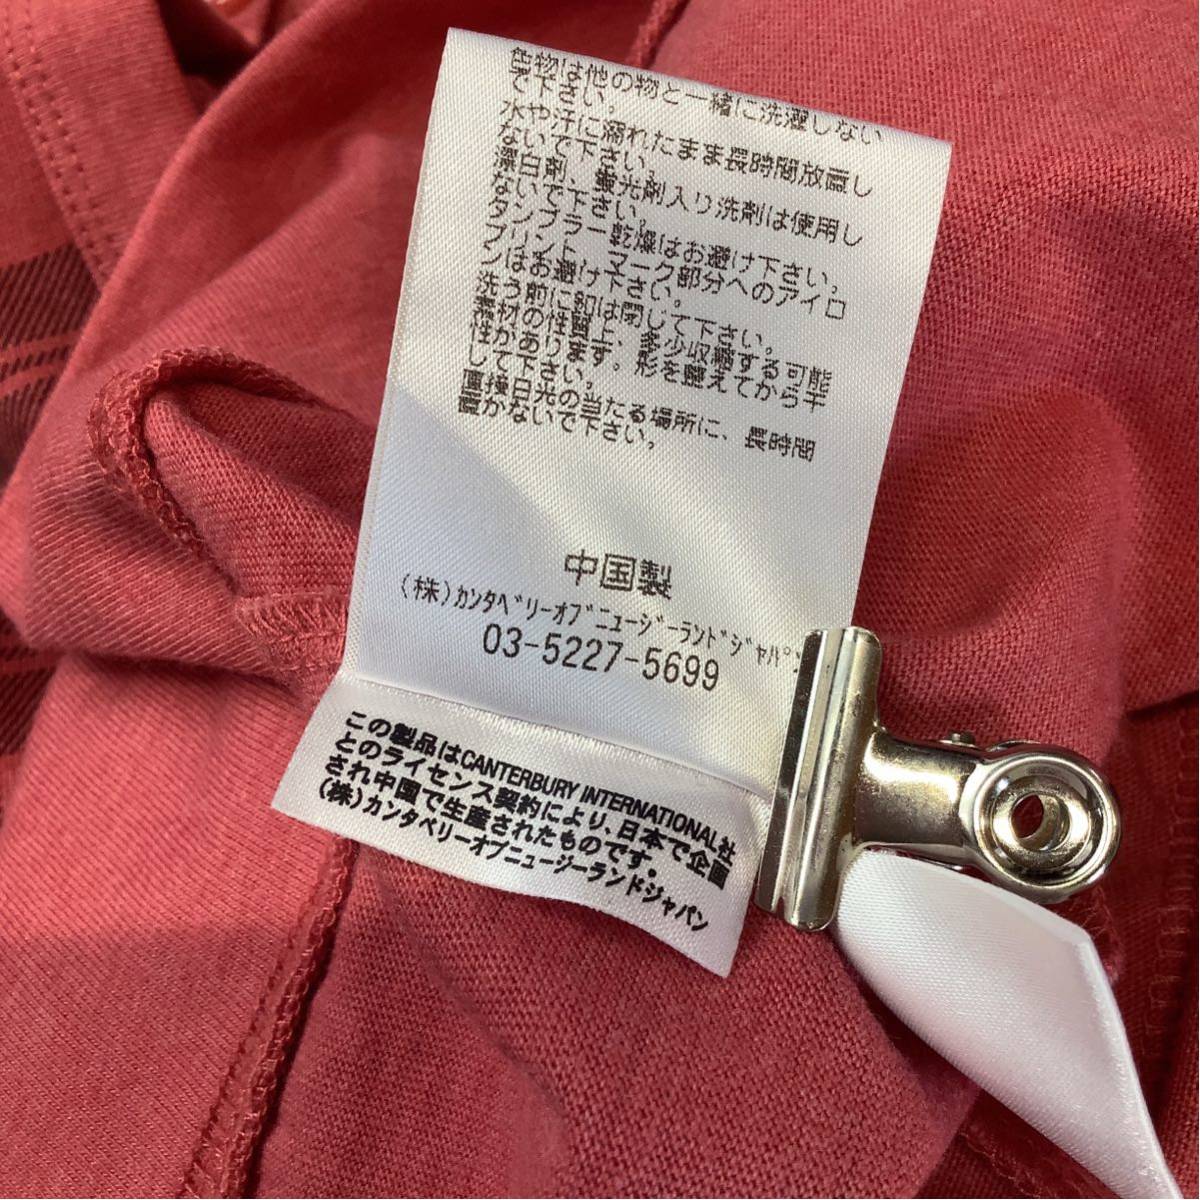 色物は他の物と一緒に洗濯しない
で下さい。
水や汗に濡れたまま長時間放置し
ないで下さい。
漂白剤、蛍光剤入り洗剤は使用し
ないで下さい。
タンブラー乾燥はお避け下さい。
プリント、マーク部分へのアイロ
ンはお避け下さい。
洗う前に釦は閉じて下さい。
素材の性質上、多少収縮する可能
性があります。形を整えてから干
して下さい。
直接日光の当たる場所に、長時間
置かないで下さい。
中国製
(株)ｶﾝﾀﾍﾞﾘｰｵﾌﾞﾆｭｰｼﾞｰﾗﾝﾄﾞｼﾞｬﾊﾟﾝ
03-5227-5699
この製品はCANTERBURY INTERNATIONAL社
とのライセンス契約により、日本で企画
され中国で生産されたものです。
(株)カンタベリーオブニュージーランドジャパン